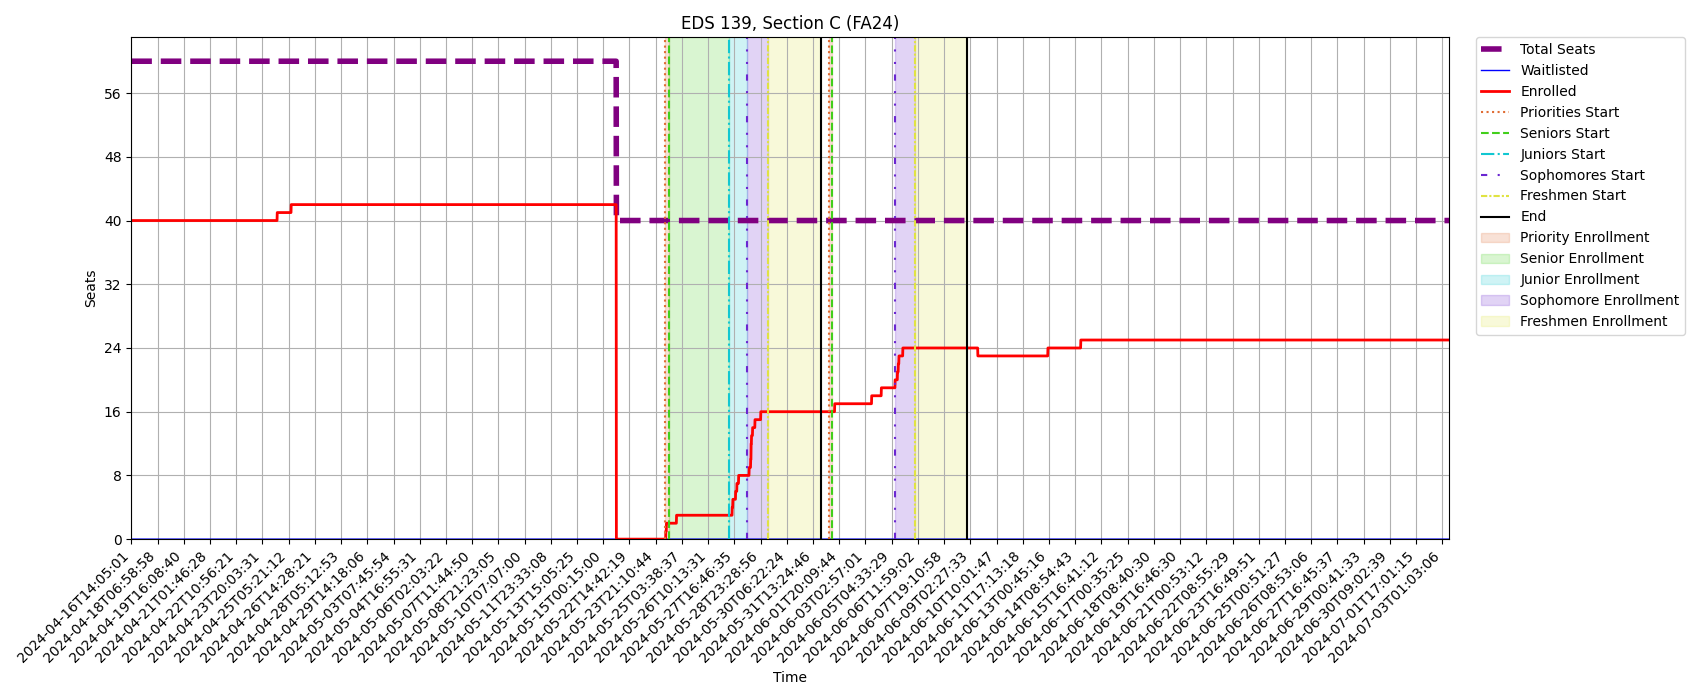 EDS 139, Section C (FA24)
Total Seats
Waitlisted
Enrolled
Priorities Start
Seniors Start
Juniors Start
Sophomores Start
Freshmen Start
End
Priority Enrollment
Senior Enrollment
Junior Enrollment
Sophomore Enrollment
Freshmen Enrollment
Seats
56
48
40
32
24
16
8
0
2024-04-16T14:05:01
2024-04-18T06:58:58
2024-04-19T16:08:40
2024-04-21T01:46:28
2024-04-22T10:56:21
2024-04-23T20:03:31
2024-04-25T05:21:12
2024-04-26T14:28:21
2024-04-28T05:12:53
2024-04-29T14:18:06
2024-05-03T07:45:54
2024-05-04T16:55:31
2024-05-06T02:03:22
2024-05-07T11:44:50
2024-05-08T21:23:05
2024-05-10T07:07:00
2024-05-11T23:33:08
2024-05-13T15:05:25
2024-05-15T00:15:00
2024-05-22T14:42:19
2024-05-23T21:10:44
2024-05-25T03:38:37
2024-05-26T10:13:31
2024-05-27T16:46:35
2024-05-28T23:28:56
2024-05-30T06:22:24
2024-05-31T13:24:46
2024-06-01T20:09:44
2024-06-03T02:57:01
2024-06-05T04:33:29
2024-06-06T11:59:02
2024-06-07T19:10:58
2024-06-09T02:27:33
2024-06-10T10:01:47
2024-06-11T17:13:18
2024-06-13T00:45:16
2024-06-14T08:54:43
2024-06-15T16:41:12
2024-06-17T00:35:25
2024-06-18T08:40:30
2024-06-19T16:46:30
2024-06-21T00:53:12
2024-06-22T08:55:29
2024-06-23T16:49:51
2024-06-25T00:51:27
2024-06-26T08:53:06
2024-06-27T16:45:37
2024-06-29T00:41:33
2024-06-30T09:02:39
2024-07-01T17:01:15
2024-07-03T01:03:06
Time